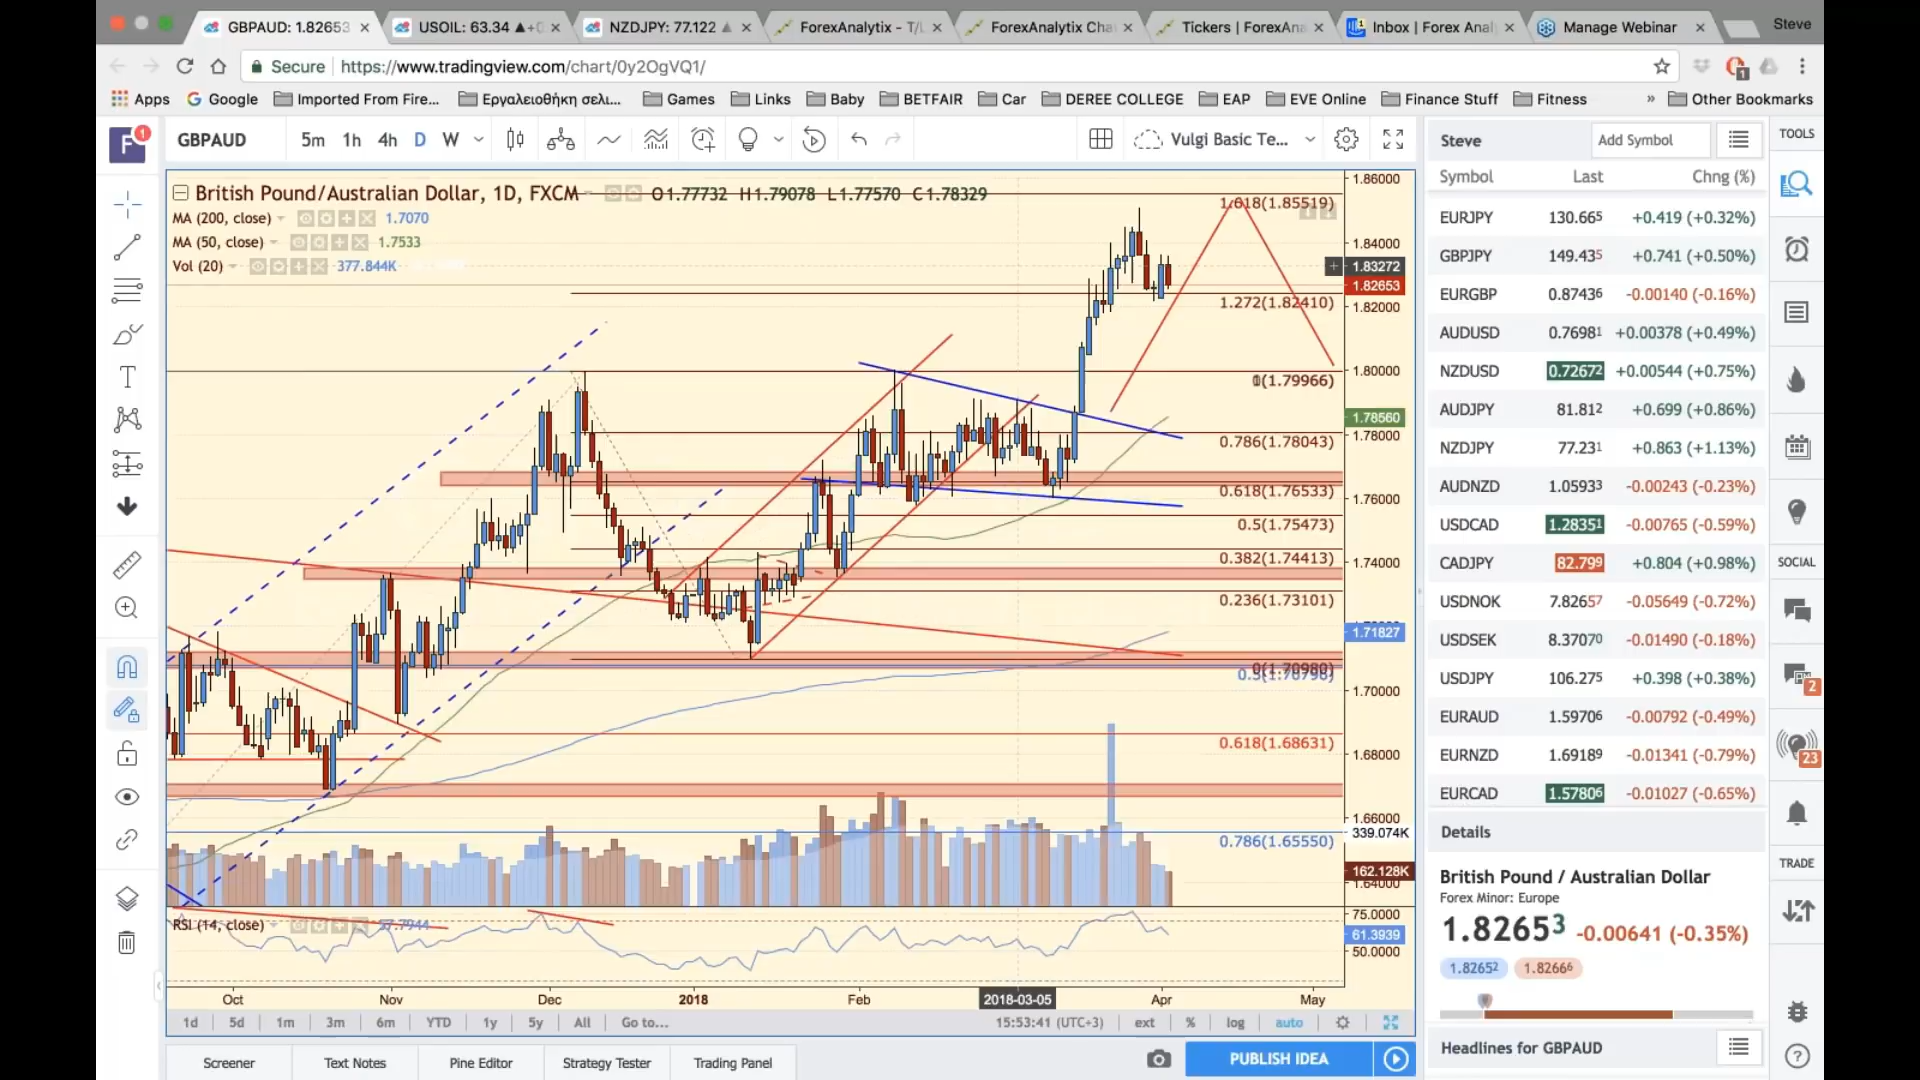 GBPAUD: 1.82653
USOIL: 63.34 ▲+0
NZDJPY: 77.122 ▲
ForexAnalytix - T/L
ForexAnalytix Cha
Tickers | ForexAna
Inbox | Forex Anal
Manage Webinar
Steve
Secure
https://www.tradingview.com/chart/0y2OgVQ1/
Apps
Google
Imported From Fire...
Εργαλειοθήκη σελι...
Games
Links
Baby
BETFAIR
Car
DEREE COLLEGE
EAP
EVE Online
Finance Stuff
Fitness
»
Other Bookmarks
F
1
GBPAUD
5m 1h 4h D W
Vulgi Basic Te...
British Pound/Australian Dollar, 1D, FXCM
O1.77732 H1.79078 L1.77570 C1.78329
MA (200, close) 1.7070
MA (50, close) 1.7533
Vol (20) 377.844K
1.618(1.85519)
1.272(1.82410)
(1.79966)
0.786(1.78043)
0.618(1.76533)
0.5(1.75473)
0.382(1.74413)
0.236(1.73101)
0(1.70980)
0.618(1.68631)
0.786(1.65550)
RSI (14, close) 57.7944
1.86000
1.84000
1.83272
1.82653
1.82000
1.80000
1.78560
1.78000
1.76000
1.74000
1.71827
1.70000
1.68000
1.66000
339.074K
162.128K
1.64000
75.0000
61.3939
50.0000
Oct Nov Dec 2018 Feb 2018-03-05 Apr May
1d 5d 1m 3m 6m YTD 1y 5y All Go to...
15:53:41 (UTC+3) ext % log auto
Screener
Text Notes
Pine Editor
Strategy Tester
Trading Panel
PUBLISH IDEA
Steve
Add Symbol
Symbol Last Chng (%)
EURJPY 130.665 +0.419 (+0.32%)
GBPJPY 149.435 +0.741 (+0.50%)
EURGBP 0.87436 -0.00140 (-0.16%)
AUDUSD 0.76981 +0.00378 (+0.49%)
NZDUSD 0.72672 +0.00544 (+0.75%)
AUDJPY 81.812 +0.699 (+0.86%)
NZDJPY 77.231 +0.863 (+1.13%)
AUDNZD 1.05933 -0.00243 (-0.23%)
USDCAD 1.28351 -0.00765 (-0.59%)
CADJPY 82.799 +0.804 (+0.98%)
USDNOK 7.82657 -0.05649 (-0.72%)
USDSEK 8.37070 -0.01490 (-0.18%)
USDJPY 106.275 +0.398 (+0.38%)
EURAUD 1.59706 -0.00792 (-0.49%)
EURNZD 1.69189 -0.01341 (-0.79%)
EURCAD 1.57806 -0.01027 (-0.65%)
Details
British Pound / Australian Dollar
Forex Minor: Europe
1.82653 -0.00641 (-0.35%)
1.82652 1.82666
Headlines for GBPAUD
TOOLS
SOCIAL
2
23
TRADE